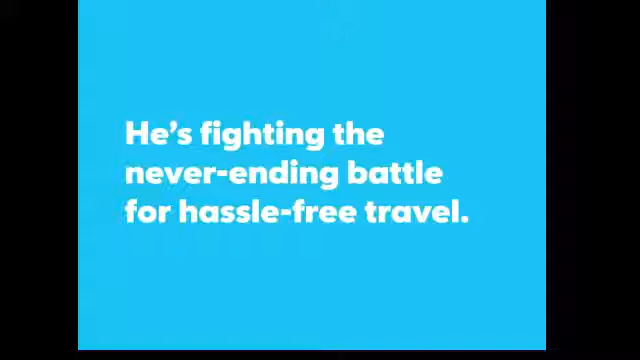 He’s fighting the
never-ending battle
for hassle-free travel.